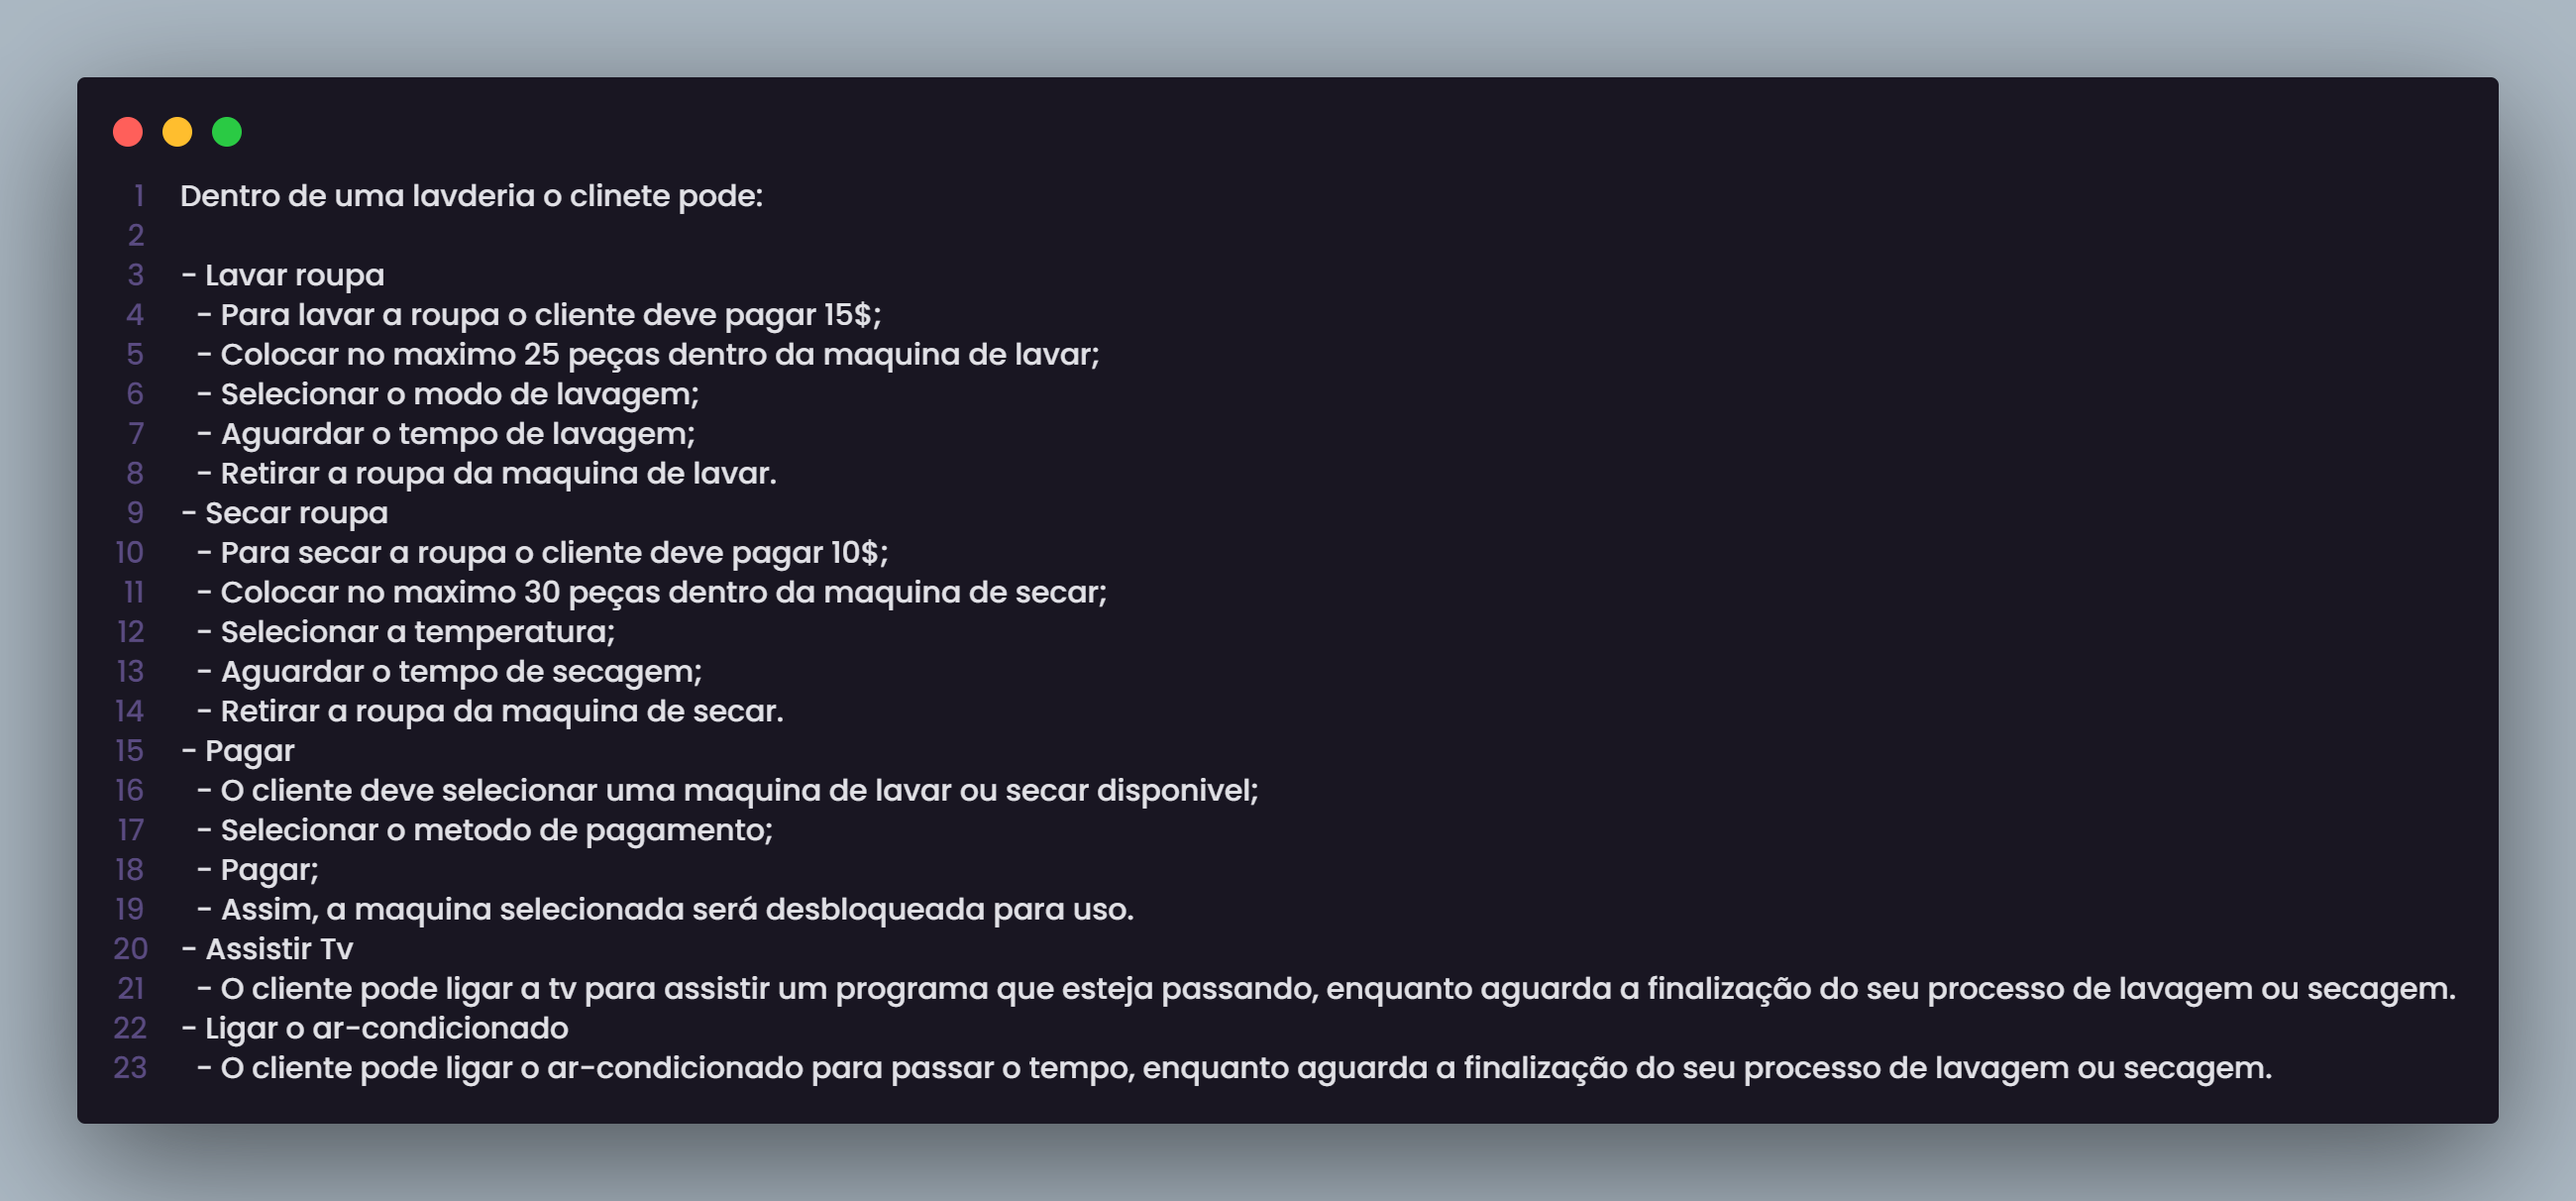 1 Dentro de uma lavderia o clinete pode:
2
3 - Lavar roupa
4 - Para lavar a roupa o cliente deve pagar 15$;
5 - Colocar no maximo 25 peças dentro da maquina de lavar;
6 - Selecionar o modo de lavagem;
7 - Aguardar o tempo de lavagem;
8 - Retirar a roupa da maquina de lavar.
9 - Secar roupa
10 - Para secar a roupa o cliente deve pagar 10$;
11 - Colocar no maximo 30 peças dentro da maquina de secar;
12 - Selecionar a temperatura;
13 - Aguardar o tempo de secagem;
14 - Retirar a roupa da maquina de secar.
15 - Pagar
16 - O cliente deve selecionar uma maquina de lavar ou secar disponivel;
17 - Selecionar o metodo de pagamento;
18 - Pagar;
19 - Assim, a maquina selecionada será desbloqueada para uso.
20 - Assistir Tv
21 - O cliente pode ligar a tv para assistir um programa que esteja passando, enquanto aguarda a finalização do seu processo de lavagem ou secagem.
22 - Ligar o ar-condicionado
23 - O cliente pode ligar o ar-condicionado para passar o tempo, enquanto aguarda a finalização do seu processo de lavagem ou secagem.